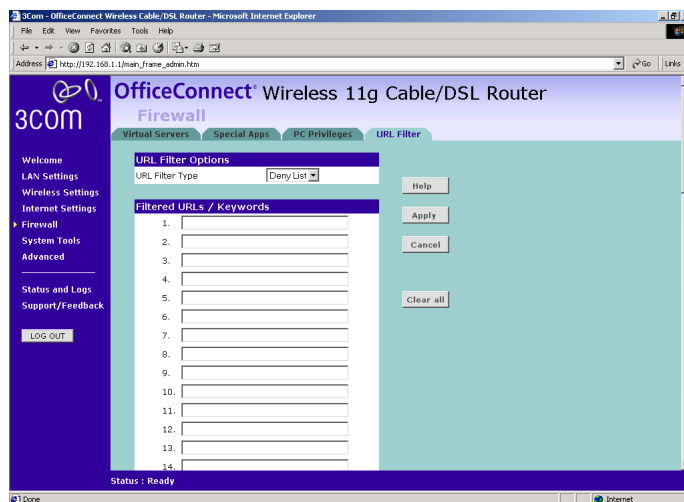 3Com - OfficeConnect Wireless Cable/DSL Router - Microsoft Internet Explorer
File Edit View Favorites Tools Help
Address http://192.168.1.1/main_frame_admin.htm Go Links
3COM
OfficeConnect® Wireless 11g Cable/DSL Router
Firewall
Virtual Servers Special Apps PC Privileges URL Filter
Welcome
LAN Settings
Wireless Settings
Internet Settings
Firewall
System Tools
Advanced
Status and Logs
Support/Feedback
LOG OUT
URL Filter Options
URL Filter Type Deny List
Filtered URLs / Keywords
1.
2.
3.
4.
5.
6.
7.
8.
9.
10.
11.
12.
13.
14.
Help
Apply
Cancel
Clear all
Status : Ready
Done Internet